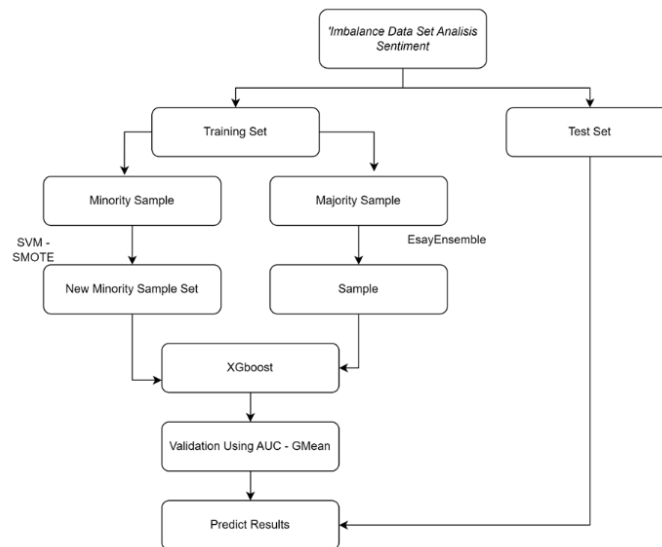 'Imbalance Data Set Analisis
Sentiment
Training Set
Test Set
Minority Sample
Majority Sample
SVM -
SMOTE
EsayEnsemble
New Minority Sample Set
Sample
XGboost
Validation Using AUC - GMean
Predict Results